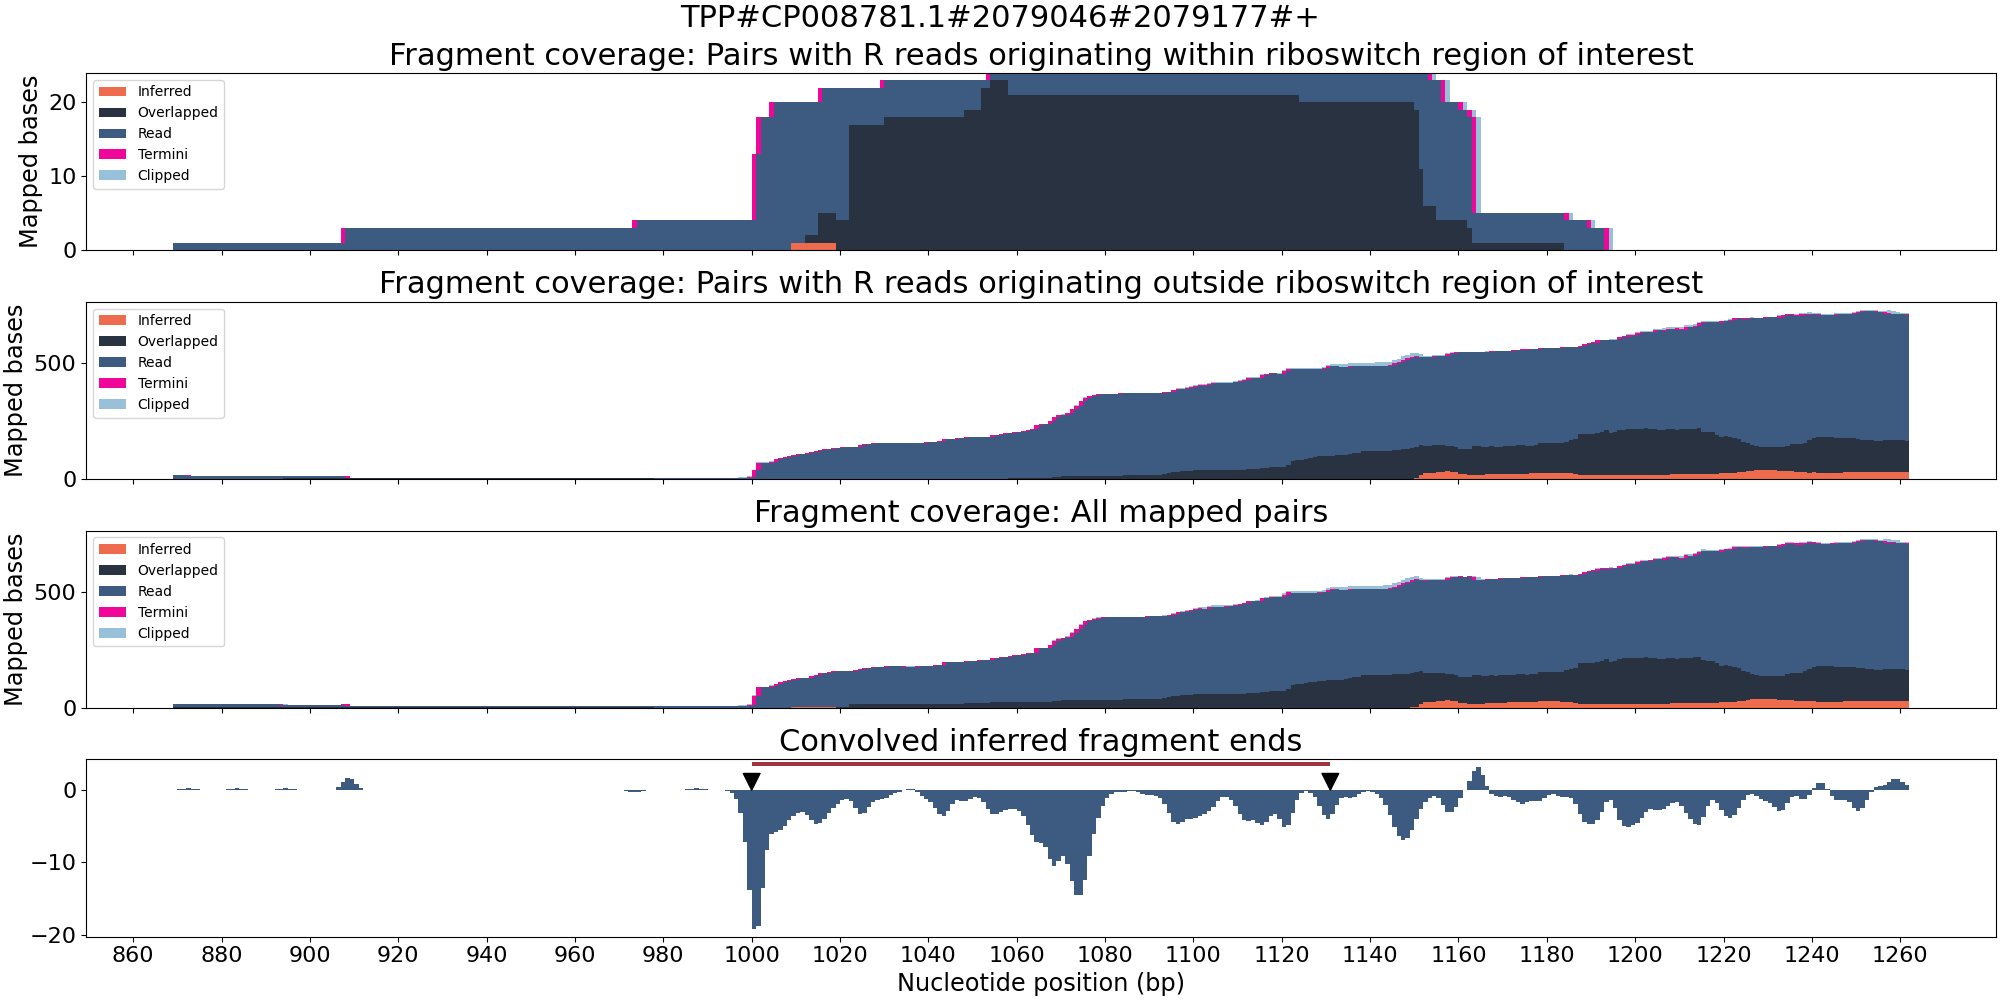 TPP#CP008781.1#2079046#2079177#+
Fragment coverage: Pairs with R reads originating within riboswitch region of interest
Mapped bases
20
10
0
Inferred
Overlapped
Read
Termini
Clipped
Fragment coverage: Pairs with R reads originating outside riboswitch region of interest
Mapped bases
500
0
Inferred
Overlapped
Read
Termini
Clipped
Fragment coverage: All mapped pairs
Mapped bases
500
0
Inferred
Overlapped
Read
Termini
Clipped
Convolved inferred fragment ends
0
−10
−20
860 880 900 920 940 960 980 1000 1020 1040 1060 1080 1100 1120 1140 1160 1180 1200 1220 1240 1260
Nucleotide position (bp)